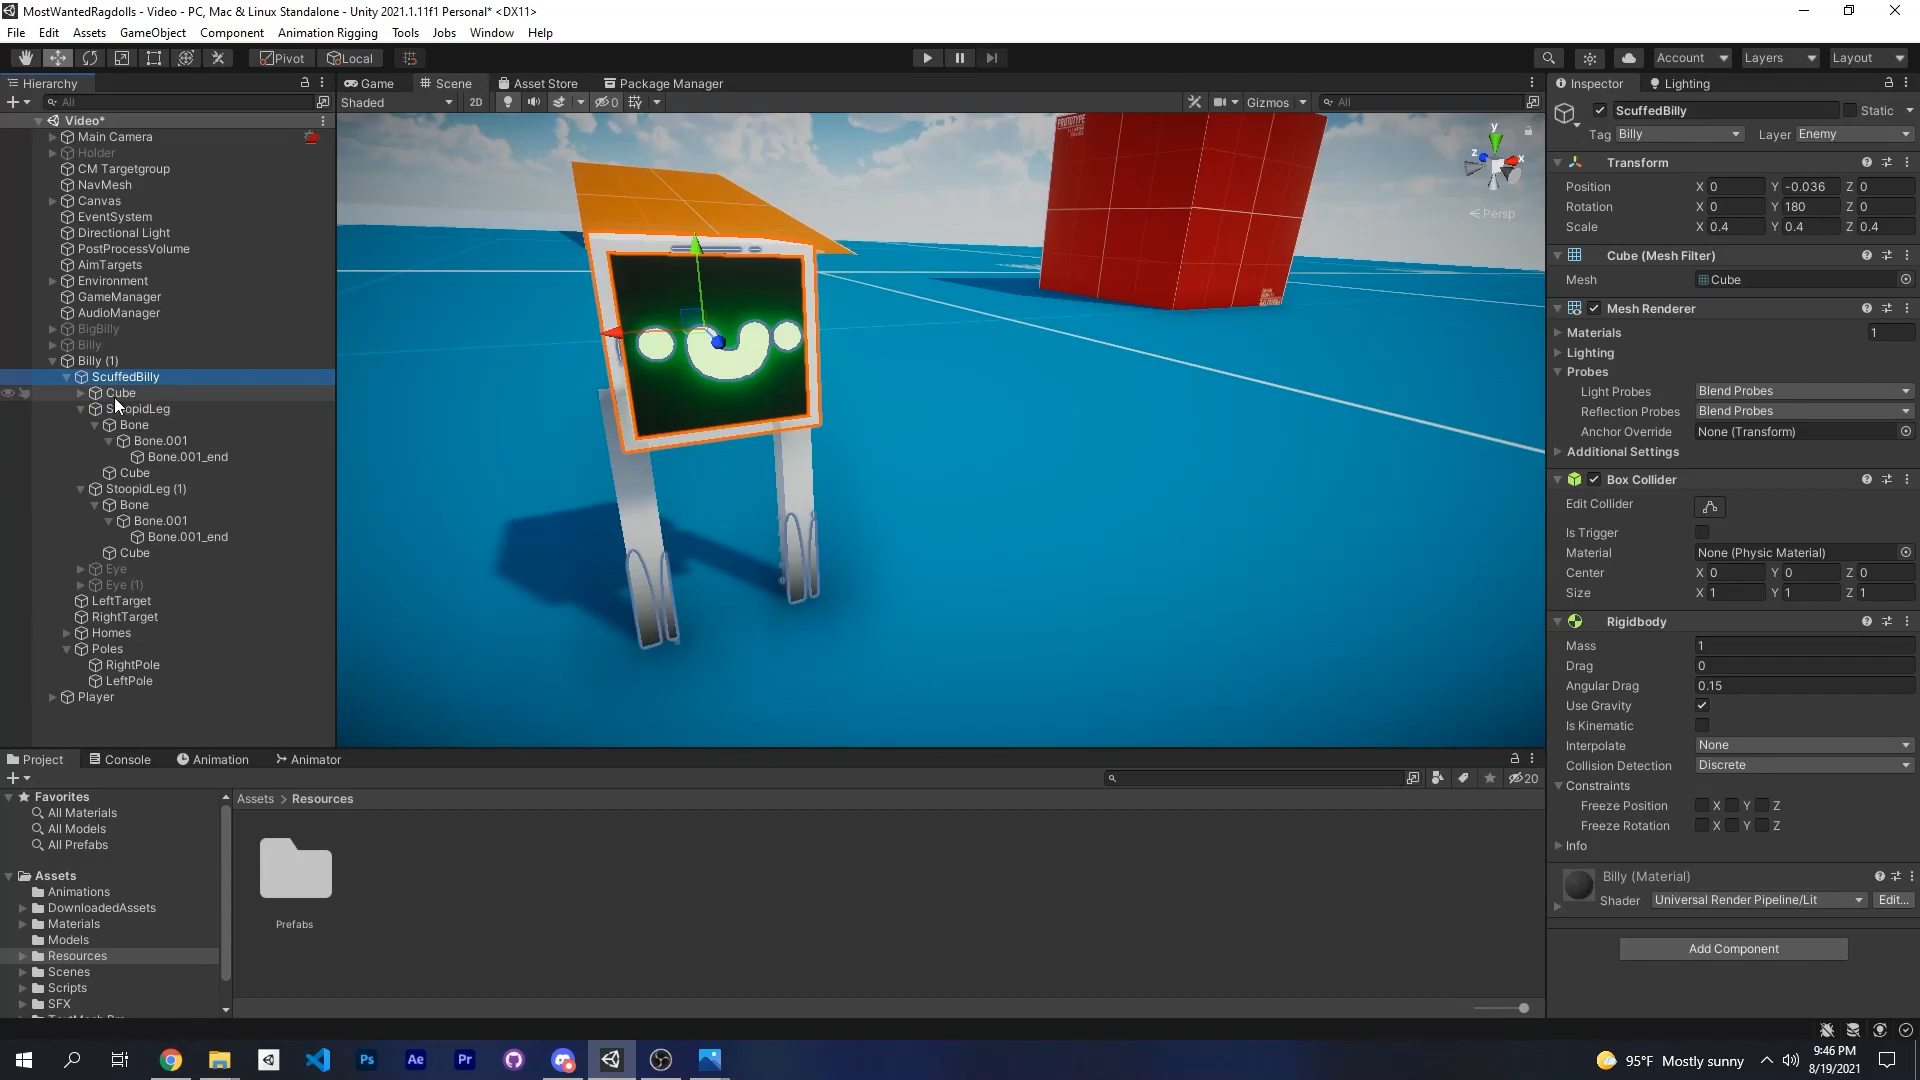 MostWantedRagdolls - Video - PC, Mac & Linux Standalone - Unity 2021.1.11f1 Personal* <DX11>
File Edit Assets GameObject Component Animation Rigging Tools Jobs Window Help
Pivot Local Account Layers Layout
Hierarchy Game Scene Asset Store Package Manager Inspector Lighting
All Shaded 2D 0 Gizmos All
ScuffedBilly Static
Tag Billy Layer Enemy
Video*
Main Camera
Holder
CM Targetgroup
NavMesh
Canvas
EventSystem
Directional Light
PostProcessVolume
AimTargets
Environment
GameManager
AudioManager
BigBilly
Billy
Billy (1)
ScuffedBilly
Cube
StoopidLeg
Bone
Bone.001
Bone.001_end
Cube
StoopidLeg (1)
Bone
Bone.001
Bone.001_end
Cube
Eye
Eye (1)
LeftTarget
RightTarget
Homes
Poles
RightPole
LeftPole
Player
PROTOTYPE
y
z
x
Persp
Transform
Position X 0 Y -0.036 Z 0
Rotation X 0 Y 180 Z 0
Scale X 0.4 Y 0.4 Z 0.4
Cube (Mesh Filter)
Mesh Cube
Mesh Renderer
Materials 1
Lighting
Probes
Light Probes Blend Probes
Reflection Probes Blend Probes
Anchor Override None (Transform)
Additional Settings
Box Collider
Edit Collider
Is Trigger
Material None (Physic Material)
Center X 0 Y 0 Z 0
Size X 1 Y 1 Z 1
Rigidbody
Mass 1
Drag 0
Angular Drag 0.15
Use Gravity
Is Kinematic
Interpolate None
Collision Detection Discrete
Constraints
Freeze Position X Y Z
Freeze Rotation X Y Z
Info
Billy (Material)
Shader Universal Render Pipeline/Lit Edit...
Add Component
Project Console Animation Animator
20
Favorites
All Materials
All Models
All Prefabs
Assets
Animations
DownloadedAssets
Materials
Models
Resources
Scenes
Scripts
SFX
Assets > Resources
Prefabs
Ps Ae Pr
95°F Mostly sunny
9:46 PM
8/19/2021